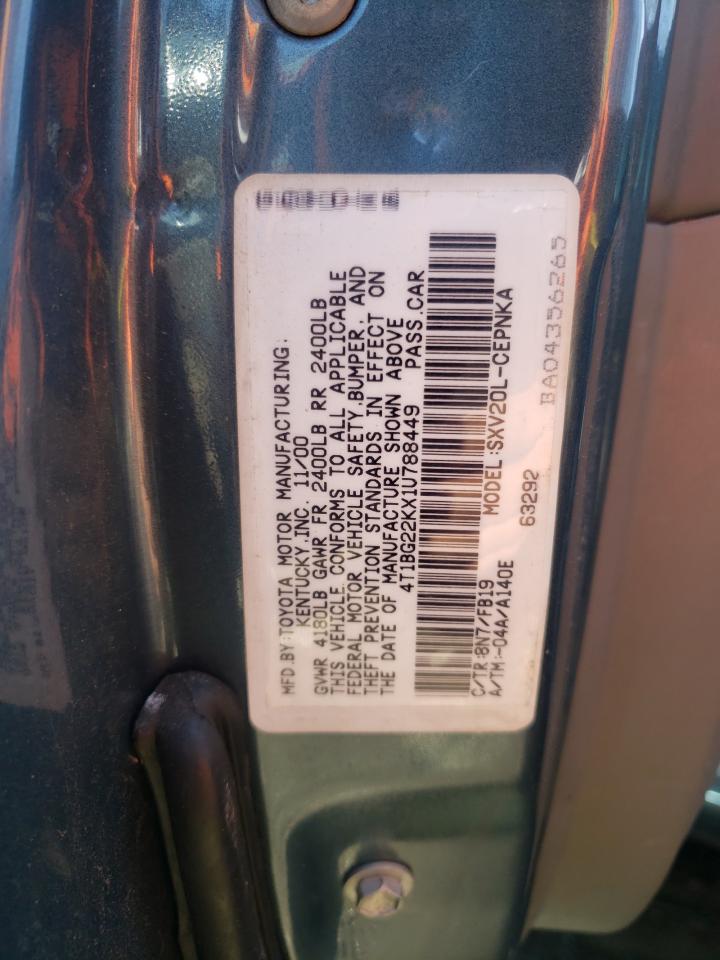 MFD.BY:TOYOTA MOTOR MANUFACTURING:
KENTUCKY,INC. 11/00
GVWR 4180LB GAWR FR 2400LB RR 2400LB
THIS VEHICLE CONFORMS TO ALL APPLICABLE
FEDERAL MOTOR VEHICLE SAFETY,BUMPER, AND
THEFT PREVENTION STANDARDS IN EFFECT ON
THE DATE OF MANUFACTURE SHOWN ABOVE
4T1BG22KX1U788449 PASS.CAR
C/TR:8N7/FB19 MODEL:SXV20L-CEPNKA
A/TM:-04A/A140E 63292
BA04356265